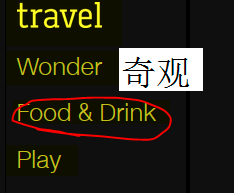 travel
Wonder 奇观
Food & Drink
Play